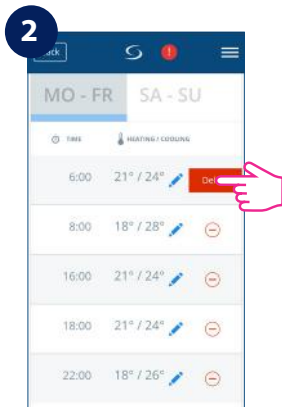 2
ck
MO - FR SA - SU
TIME HEATING / COOLING
6:00 21° / 24° Del
8:00 18° / 28°
16:00 21° / 24°
18:00 21° / 24°
22:00 18° / 26°